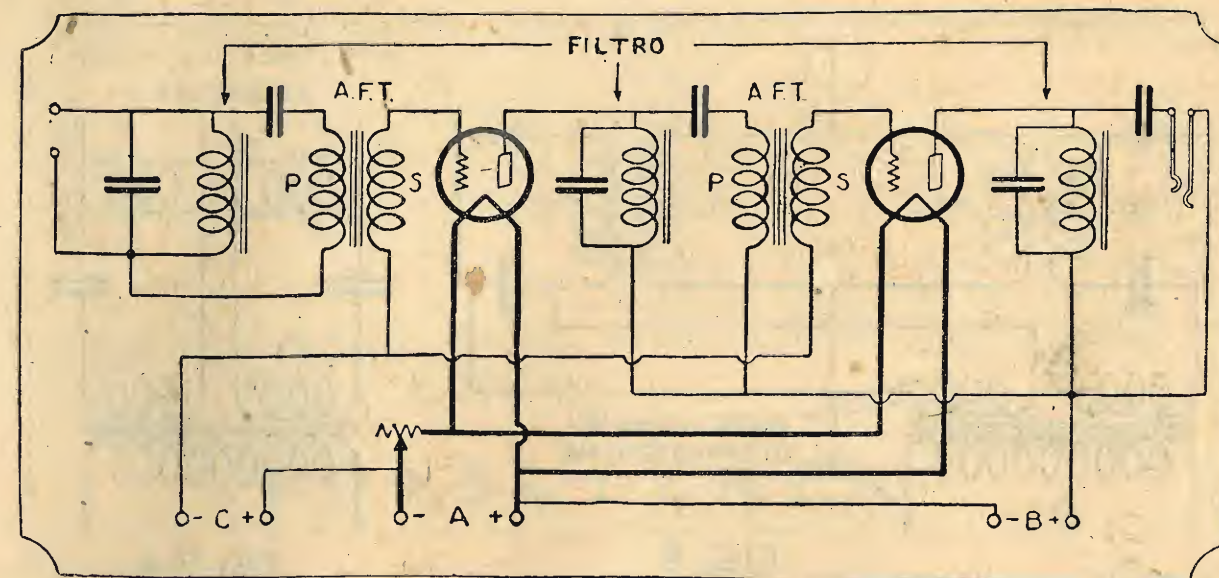 FILTRO
A.F.T.
A F T.
P S
P S
- C +
- A +
- B +